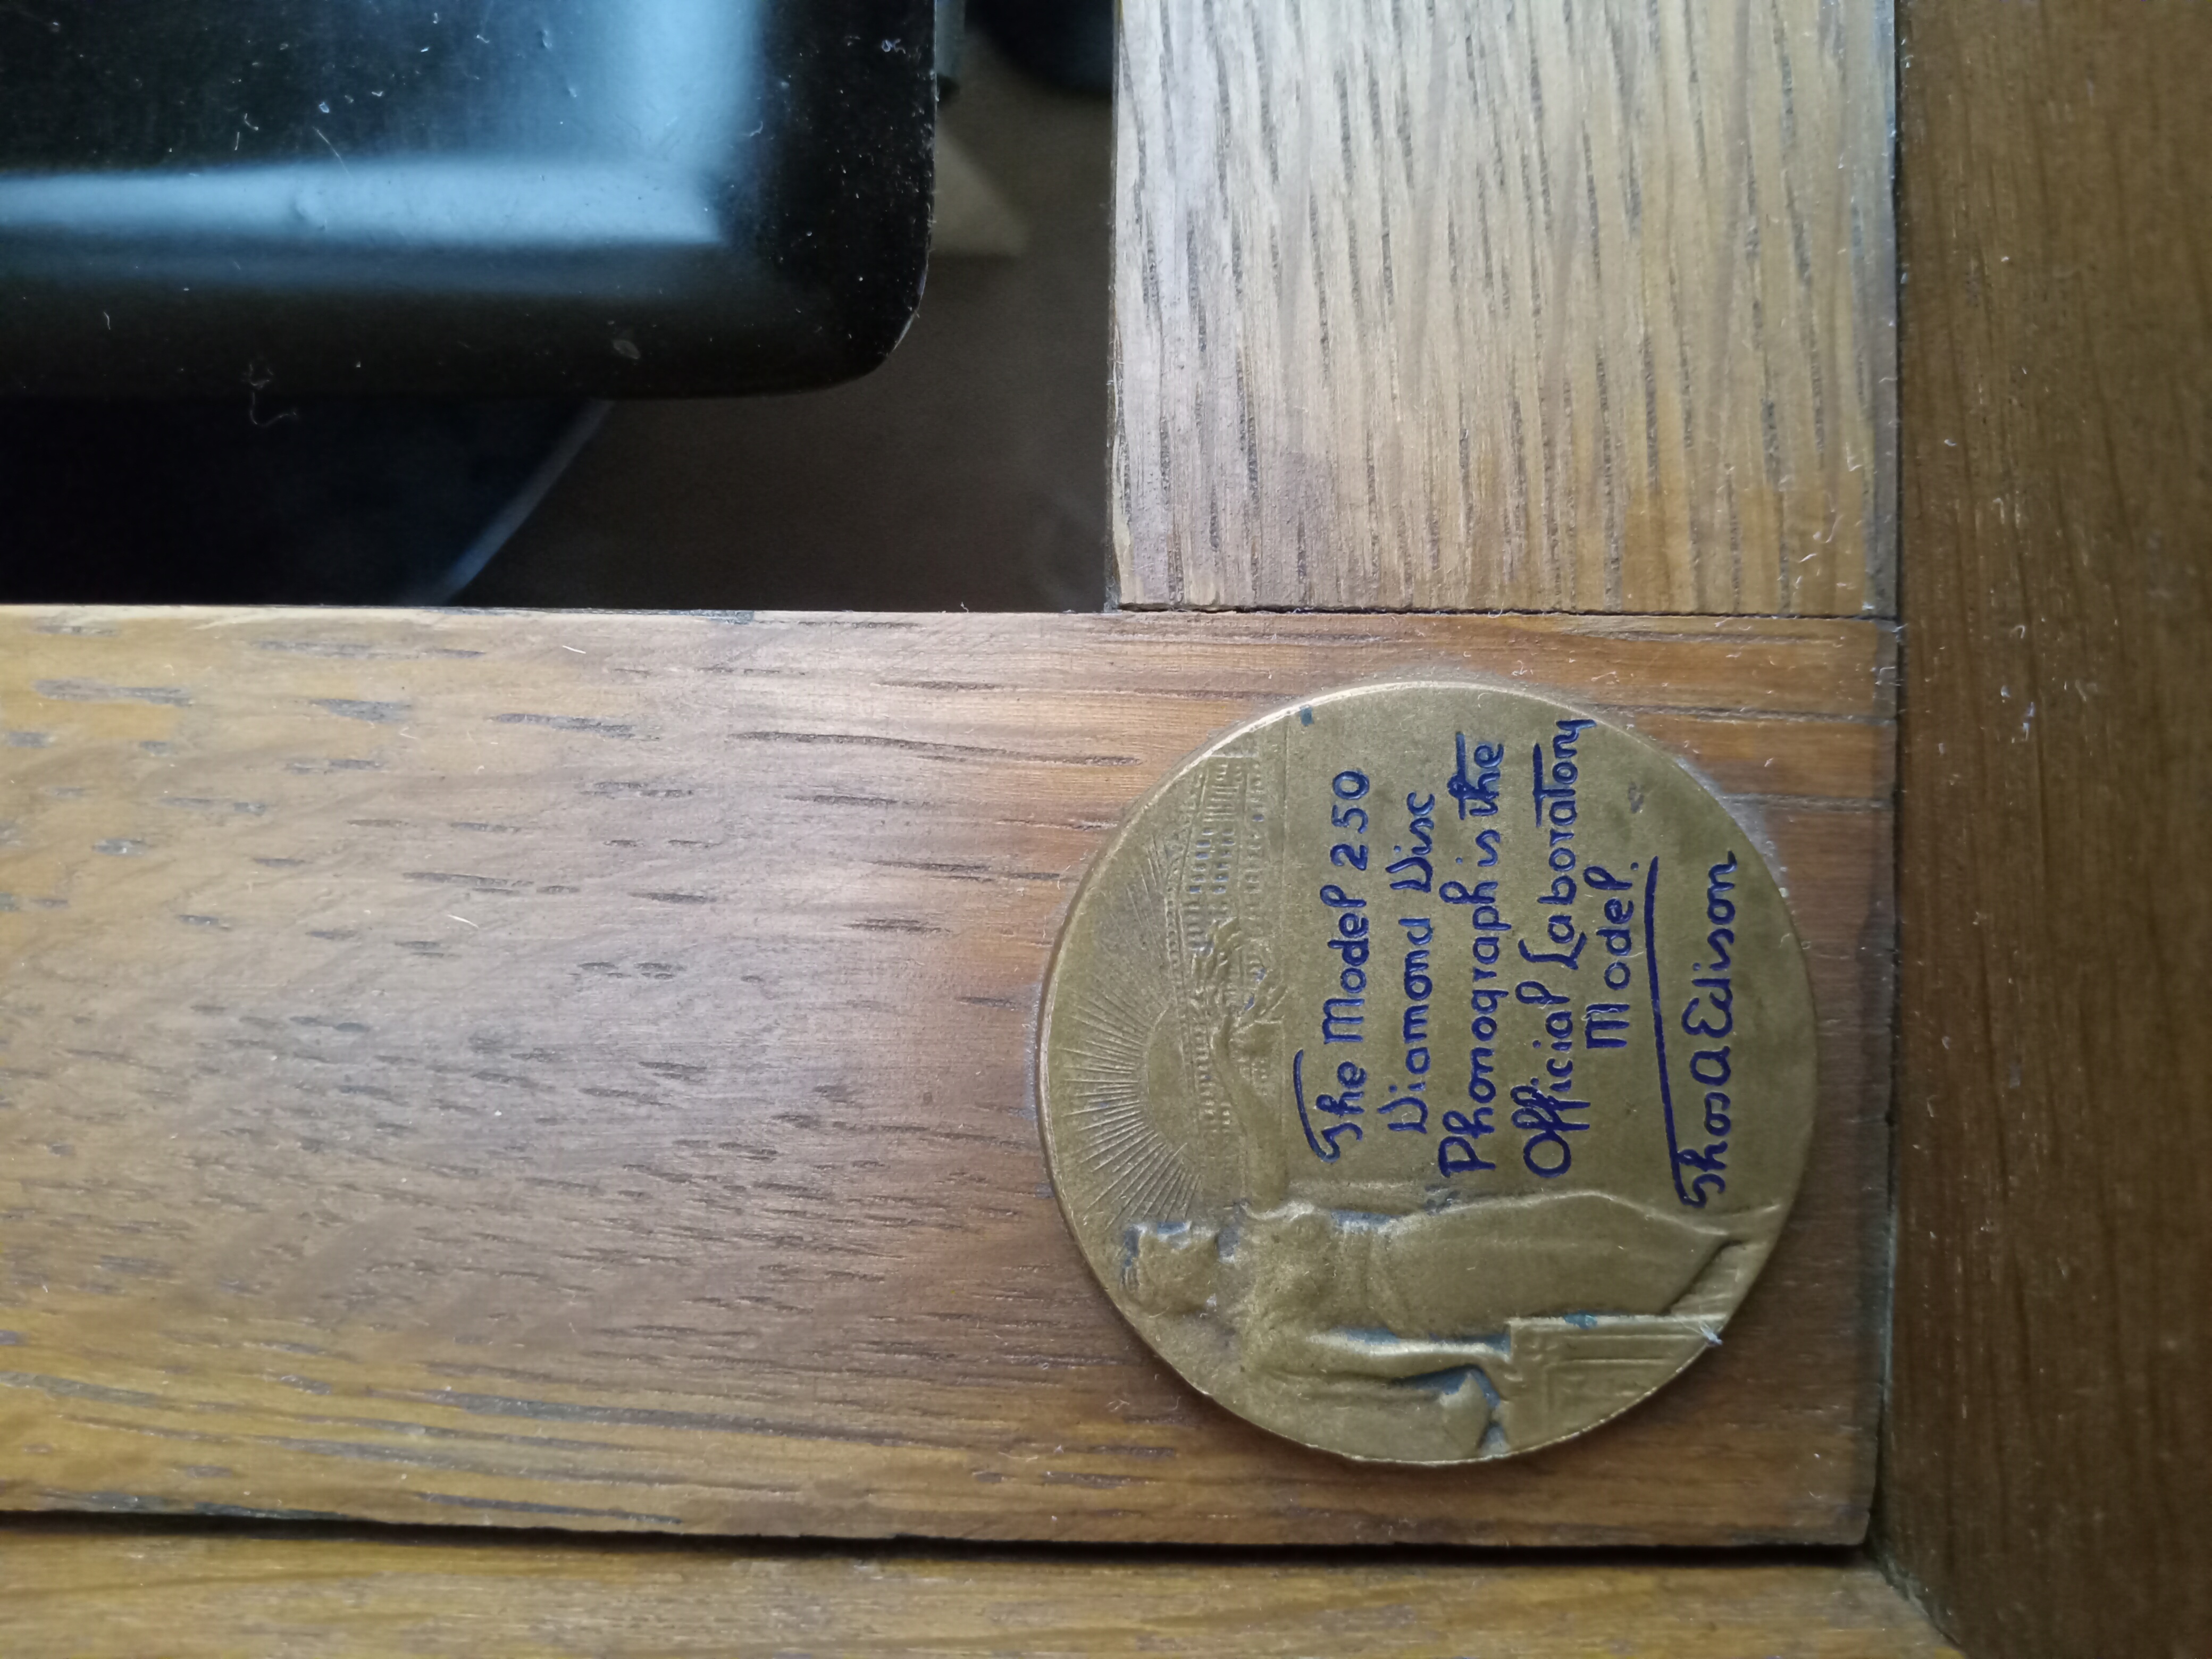 The Model 250
Diamond Disc
Phonograph is the
Official Laboratory
Model.
Thos A Edison